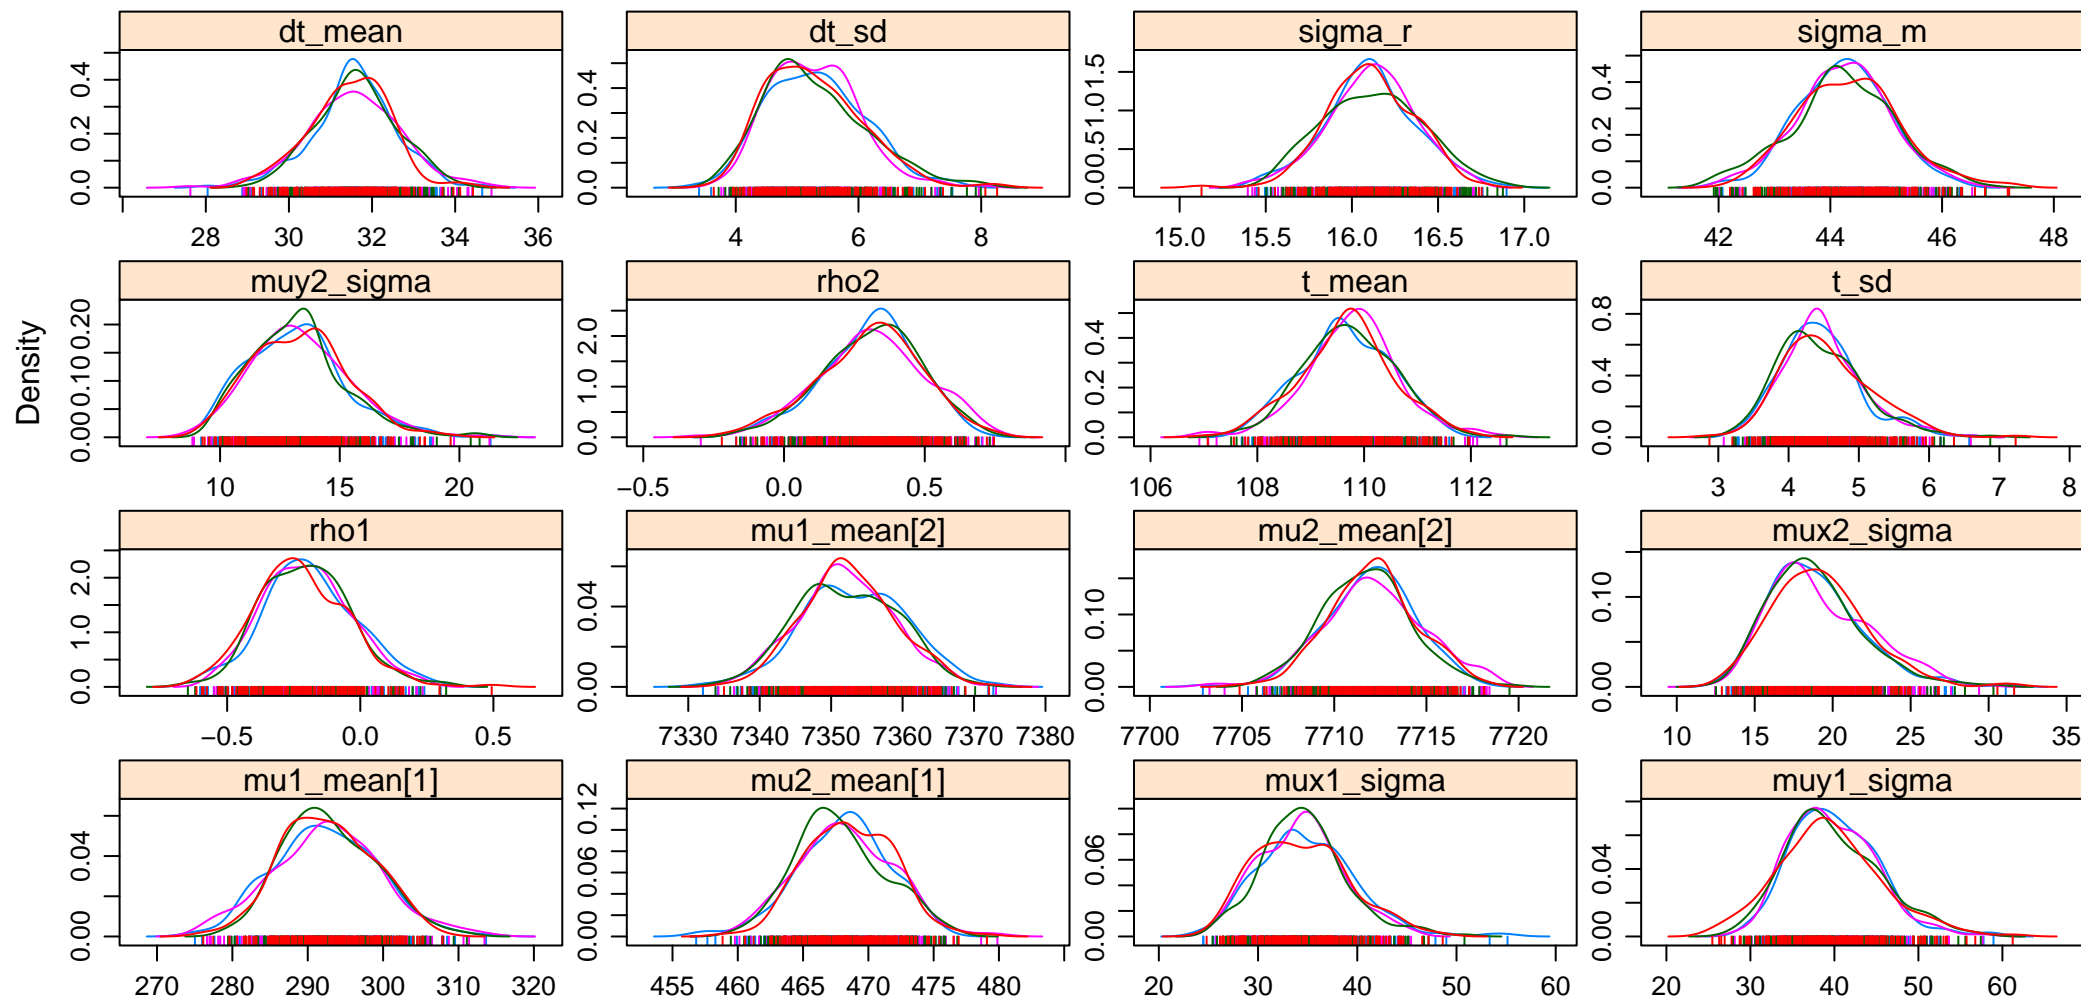 dt_mean
dt_sd
sigma_r
sigma_m
0.0 0.2 0.4
0.0 0.2 0.4
0.0 0.5 1.0 1.5
0.0 0.2 0.4
28 30 32 34 36
4 6 8
15.0 15.5 16.0 16.5 17.0
42 44 46 48
muy2_sigma
rho2
t_mean
t_sd
0.00 0.10 0.20
0.0 1.0 2.0
0.0 0.2 0.4
0.0 0.4 0.8
10 15 20
−0.5 0.0 0.5
106 108 110 112
3 4 5 6 7 8
Density
rho1
mu1_mean[2]
mu2_mean[2]
mux2_sigma
0.0 1.0 2.0
0.00 0.04
0.00 0.10
0.00 0.10
−0.5 0.0 0.5
7330 7340 7350 7360 7370 7380
7700 7705 7710 7715 7720
10 15 20 25 30 35
mu1_mean[1]
mu2_mean[1]
mux1_sigma
muy1_sigma
0.00 0.04
0.00 0.06 0.12
0.00 0.06
0.00 0.04
270 280 290 300 310 320
455 460 465 470 475 480
20 30 40 50 60
20 30 40 50 60